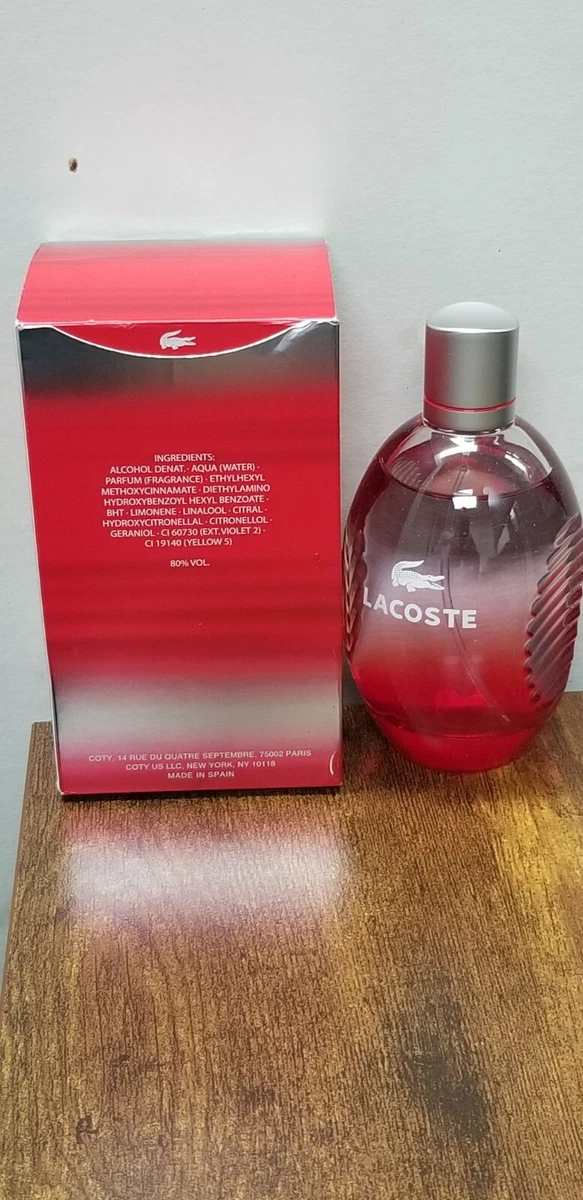 INGREDIENTS:
ALCOHOL DENAT. · AQUA (WATER) ·
PARFUM (FRAGRANCE) · ETHYLHEXYL
METHOXYCINNAMATE · DIETHYLAMINO
HYDROXYBENZOYL HEXYL BENZOATE ·
BHT · LIMONENE · LINALOOL · CITRAL ·
HYDROXYCITRONELLAL · CITRONELLOL ·
GERANIOL · CI 60730 (EXT. VIOLET 2) ·
CI 19140 (YELLOW 5)
80% VOL.
COTY, 14 RUE DU QUATRE SEPTEMBRE, 75002 PARIS
COTY US LLC, NEW YORK, NY 10118
MADE IN SPAIN
LACOSTE